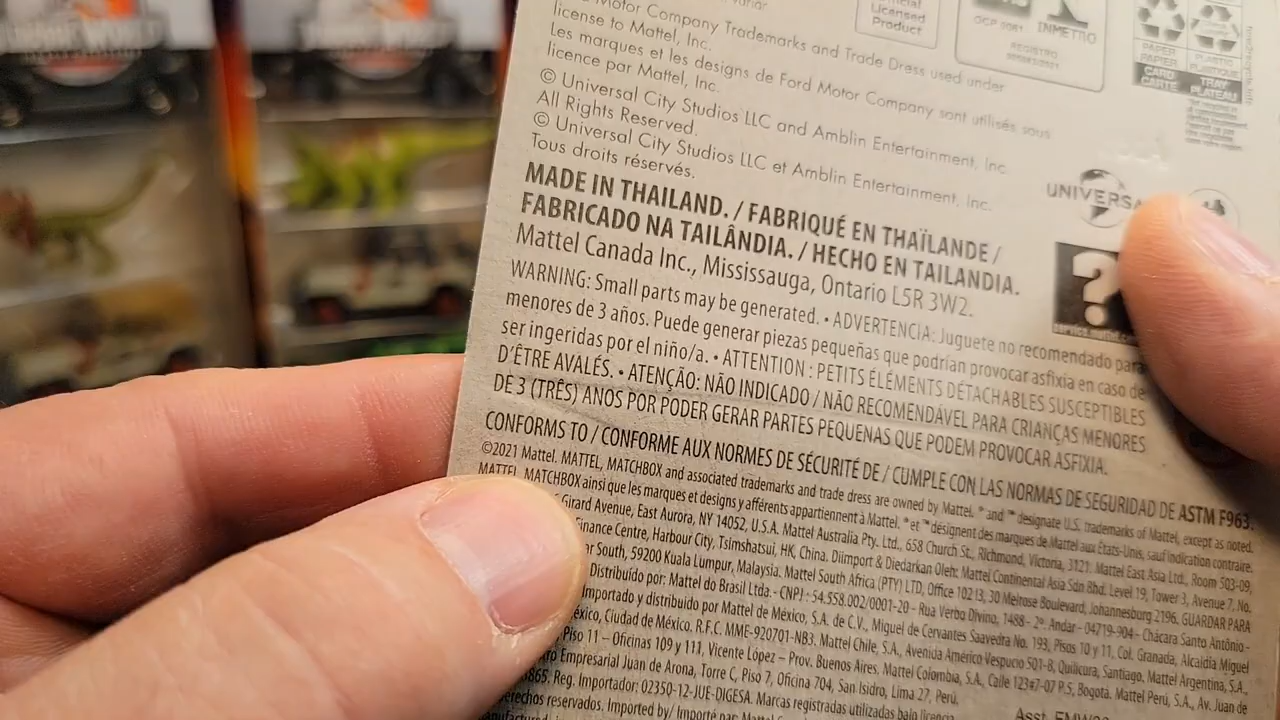 Official
Licensed
Product
OCP 0061
INMETRO
REGISTRO
PAPER
PAPIER
CARD
CARTE
TRAY
PLATEAU
Motor Company Trademarks and Trade Dress used under
license to Mattel, Inc.
Les marques et les designs de Ford Motor Company sont utilisés sous
licence par Mattel, Inc.
© Universal City Studios LLC and Amblin Entertainment, Inc.
All Rights Reserved.
© Universal City Studios LLC et Amblin Entertainment, Inc.
Tous droits réservés.
UNIVERSA
MADE IN THAILAND. / FABRIQUÉ EN THAÏLANDE /
FABRICADO NA TAILÂNDIA. / HECHO EN TAILANDIA.
Mattel Canada Inc., Mississauga, Ontario L5R 3W2.
?
WARNING: Small parts may be generated. • ADVERTENCIA: Juguete no recomendado para
menores de 3 años. Puede generar piezas pequeñas que podrían provocar asfixia en caso de
ser ingeridas por el niño/a. • ATTENTION : PETITS ÉLÉMENTS DÉTACHABLES SUSCEPTIBLES
D'ÊTRE AVALÉS. • ATENÇÃO: NÃO INDICADO / NÃO RECOMENDÁVEL PARA CRIANÇAS MENORES
DE 3 (TRÊS) ANOS POR PODER GERAR PARTES PEQUENAS QUE PODEM PROVOCAR ASFIXIA.
CONFORMS TO / CONFORME AUX NORMES DE SÉCURITÉ DE / CUMPLE CON LAS NORMAS DE SEGURIDAD DE ASTM F963.
©2021 Mattel. MATTEL, MATCHBOX and associated trademarks and trade dress are owned by Mattel. ® and ™ designate U.S. trademarks of Mattel, except as noted.
MATTEL, MATCHBOX ainsi que les marques et designs y afférents appartiennent à Mattel. ® et ™ désignent des marques de Mattel aux États-Unis, sauf indication contraire.
Girard Avenue, East Aurora, NY 14052, U.S.A. Mattel Australia Pty. Ltd., 658 Church St., Richmond, Victoria, 3121. Mattel East Asia Ltd., Room 503-09,
Finance Centre, Harbour City, Tsimshatsui, HK, China. Diimport & Diedarkan Oleh: Mattel Continental Asia Sdn Bhd. Level 19, Tower 3, Avenue 7, No.
South, 59200 Kuala Lumpur, Malaysia. Mattel South Africa (PTY) LTD, Office 102 I3, 30 Melrose Boulevard, Johannesburg 2196. GUARDAR PARA
Distribuído por: Mattel do Brasil Ltda.- CNPJ : 54.558.002/0001-20 - Rua Verbo Divino, 1488 - 2º. Andar - 04719-904 - Chácara Santo Antônio -
Importado y distribuido por Mattel de México, S.A. de C.V., Miguel de Cervantes Saavedra No. 193, Pisos 10 y 11, Col. Granada, Alcaldía Miguel
Ciudad de México. R.F.C. MME-920701-NB3. Mattel Chile, S.A., Avenida Américo Vespucio 501-B, Quilicura, Santiago. Mattel Argentina, S.A.,
Piso 11 – Oficinas 109 y 111, Vicente López – Prov. Buenos Aires. Mattel Colombia, S.A., Calle 123#7-07 P.5, Bogotá. Mattel Perú, S.A., Av. Juan de
Empresarial Juan de Arona, Torre C, Piso 7, Oficina 704, San Isidro, Lima 27, Perú.
Reg. Importador: 02350-12-JUE-DIGESA. Marcas registradas utilizadas bajo licencia
derechos reservados. Imported by/ Importé par: Mattel
Asst.